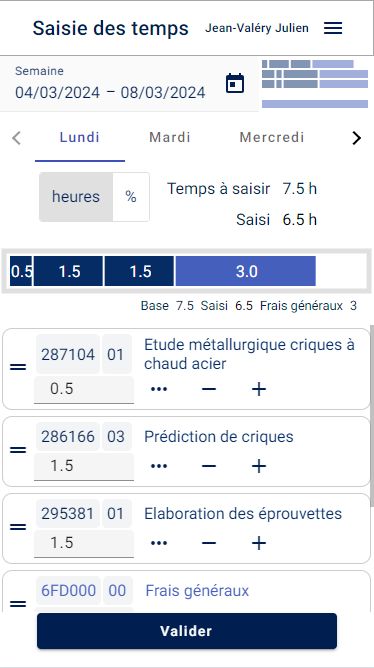 Saisie des temps Jean-Valéry Julien
Semaine
04/03/2024 – 08/03/2024
Lundi Mardi Mercredi
heures % Temps à saisir 7.5 h
Saisi 6.5 h
0.5 1.5 1.5 3.0
Base 7.5 Saisi 6.5 Frais généraux 3
287104 01 Etude métallurgique criques à
chaud acier
0.5
286166 03 Prédiction de criques
1.5
295381 01 Elaboration des éprouvettes
1.5
6FD000 00 Frais généraux
Valider